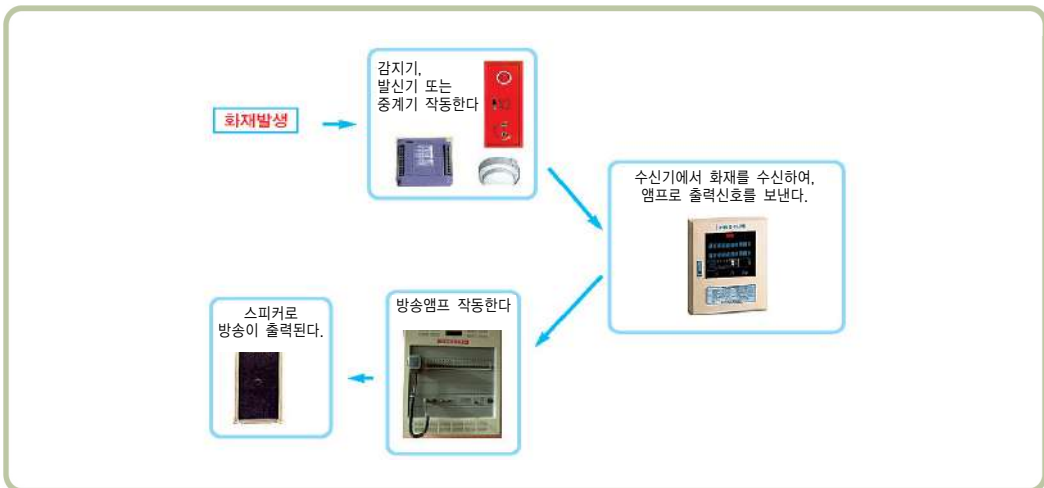 화재발생
감지기,
발신기 또는
중계기 작동한다
수신기에서 화재를 수신하여,
앰프로 출력신호를 보낸다.
방송앰프 작동한다
스피커로
방송이 출력된다.